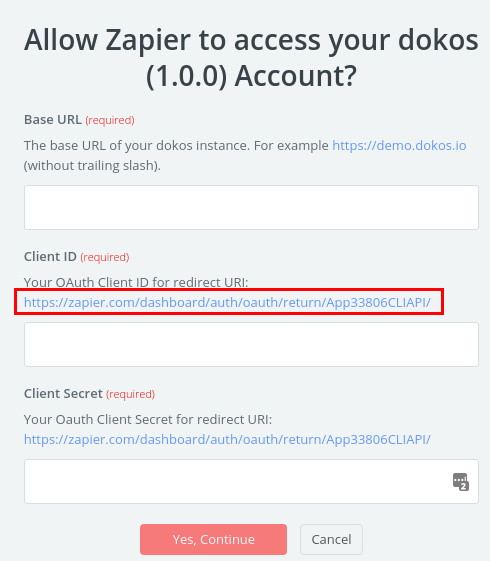 Allow Zapier to access your dokos
(1.0.0) Account?
Base URL (required)
The base URL of your dokos instance. For example https://demo.dokos.io
(without trailing slash).
Client ID (required)
Your OAuth Client ID for redirect URI:
https://zapier.com/dashboard/auth/oauth/return/App33806CLIAPI/
Client Secret (required)
Your Oauth Client Secret for redirect URI:
https://zapier.com/dashboard/auth/oauth/return/App33806CLIAPI/
2
Yes, Continue Cancel